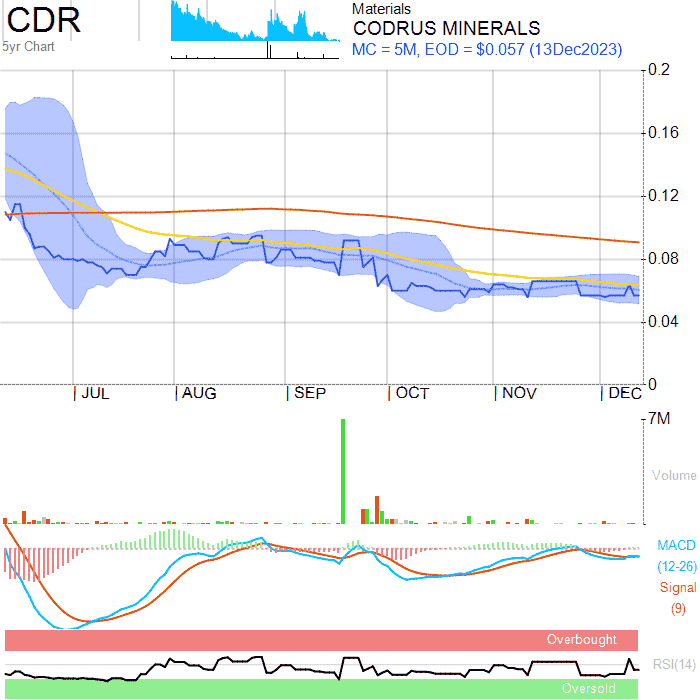 CDR
5yr Chart
Materials
CODRUS MINERALS
MC = 5M, EOD = $0.057 (13Dec2023)
0.2
0.16
0.12
0.08
0.04
0
| JUL | AUG | SEP | OCT | NOV | DEC
7M
Volume
MACD
(12-26)
Signal
(9)
Overbought
RSI(14)
Oversold